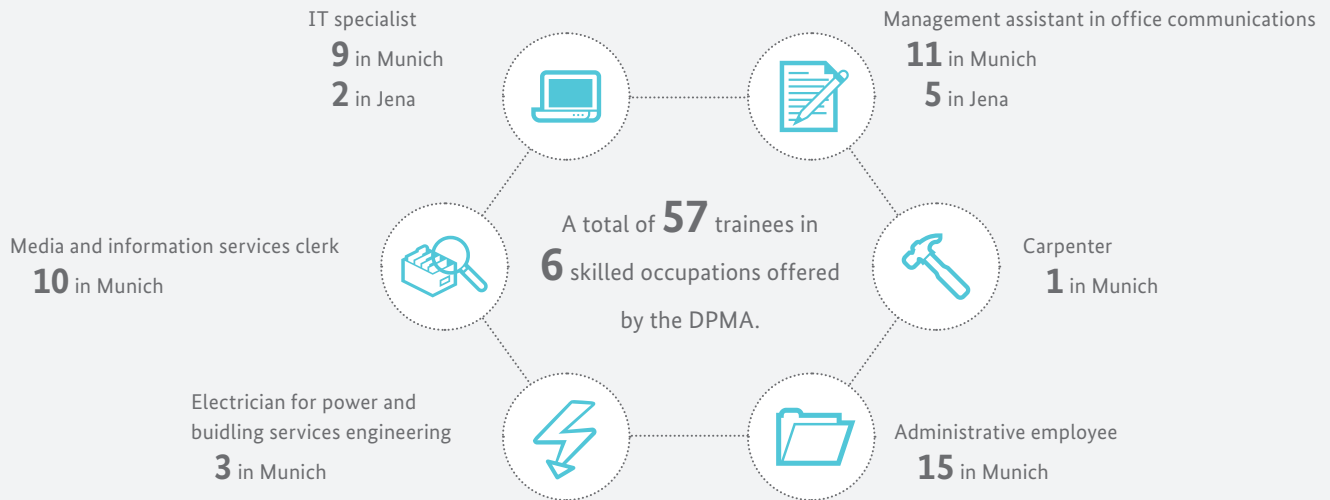 IT specialist
9 in Munich
2 in Jena
Management assistant in office communications
11 in Munich
5 in Jena
Media and information services clerk
10 in Munich
A total of 57 trainees in
6 skilled occupations offered
by the DPMA.
Carpenter
1 in Munich
Electrician for power and
buidling services engineering
3 in Munich
Administrative employee
15 in Munich